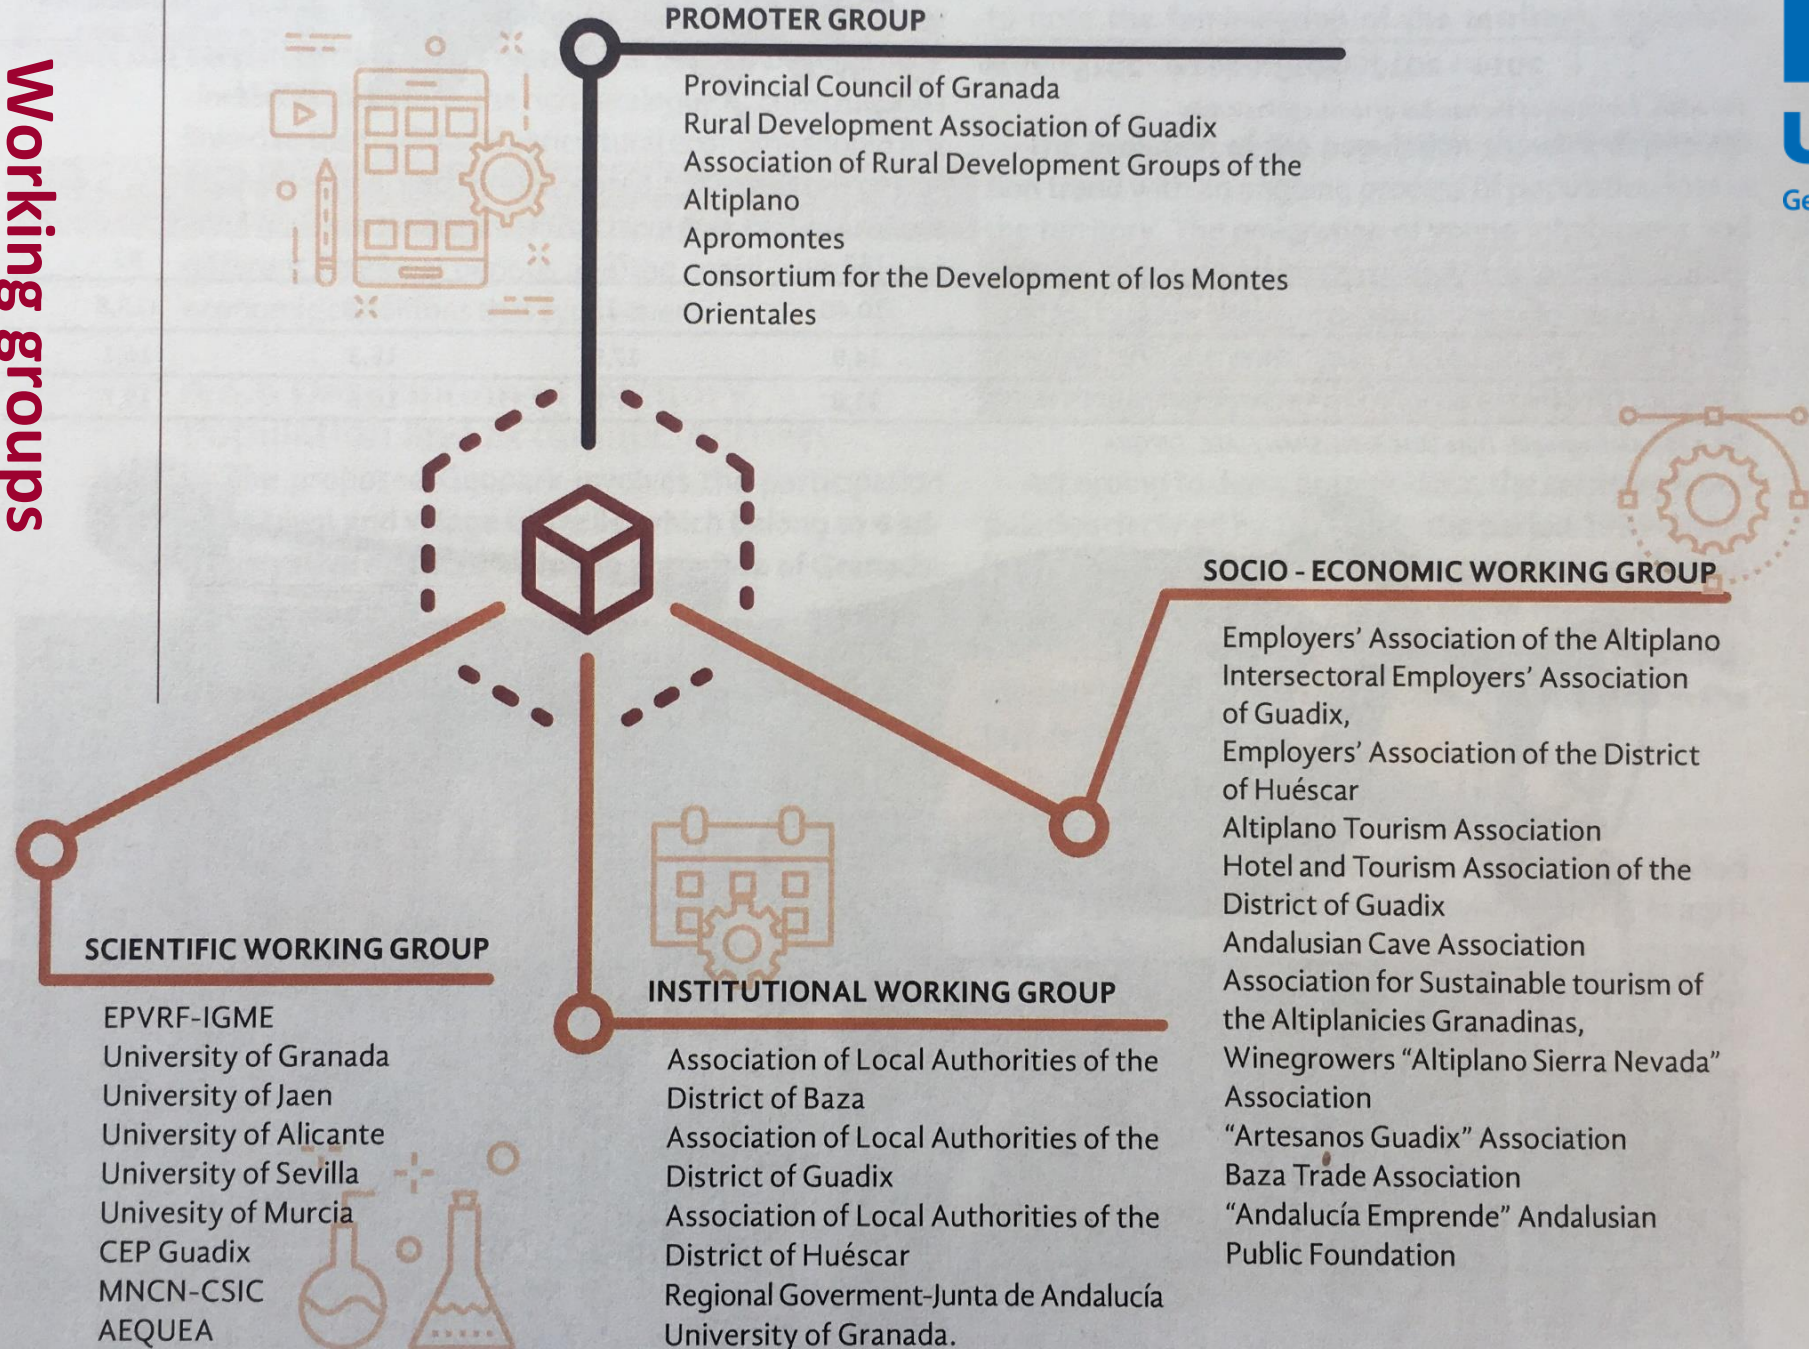 Working groups
PROMOTER GROUP
Provincial Council of Granada
Rural Development Association of Guadix
Association of Rural Development Groups of the
Altiplano
Apromontes
Consortium for the Development of los Montes
Orientales
SOCIO - ECONOMIC WORKING GROUP
Employers’ Association of the Altiplano
Intersectoral Employers’ Association
of Guadix,
Employers’ Association of the District
of Huéscar
Altiplano Tourism Association
Hotel and Tourism Association of the
District of Guadix
Andalusian Cave Association
Association for Sustainable tourism of
the Altiplanicies Granadinas,
Winegrowers “Altiplano Sierra Nevada”
Association
“Artesanos Guadix” Association
Baza Trade Association
“Andalucía Emprende” Andalusian
Public Foundation
SCIENTIFIC WORKING GROUP
EPVRF-IGME
University of Granada
University of Jaen
University of Alicante
University of Sevilla
Univesity of Murcia
CEP Guadix
MNCN-CSIC
AEQUEA
INSTITUTIONAL WORKING GROUP
Association of Local Authorities of the
District of Baza
Association of Local Authorities of the
District of Guadix
Association of Local Authorities of the
District of Huéscar
Regional Goverment-Junta de Andalucía
University of Granada.